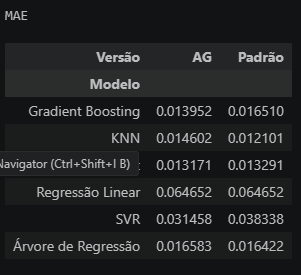 MAE
Versão AG Padrão
Modelo
Gradient Boosting 0.013952 0.016510
KNN 0.014602 0.012101
Navigator (Ctrl+Shift+I B) 0.013171 0.013291
Regressão Linear 0.064652 0.064652
SVR 0.031458 0.038338
Árvore de Regressão 0.016583 0.016422